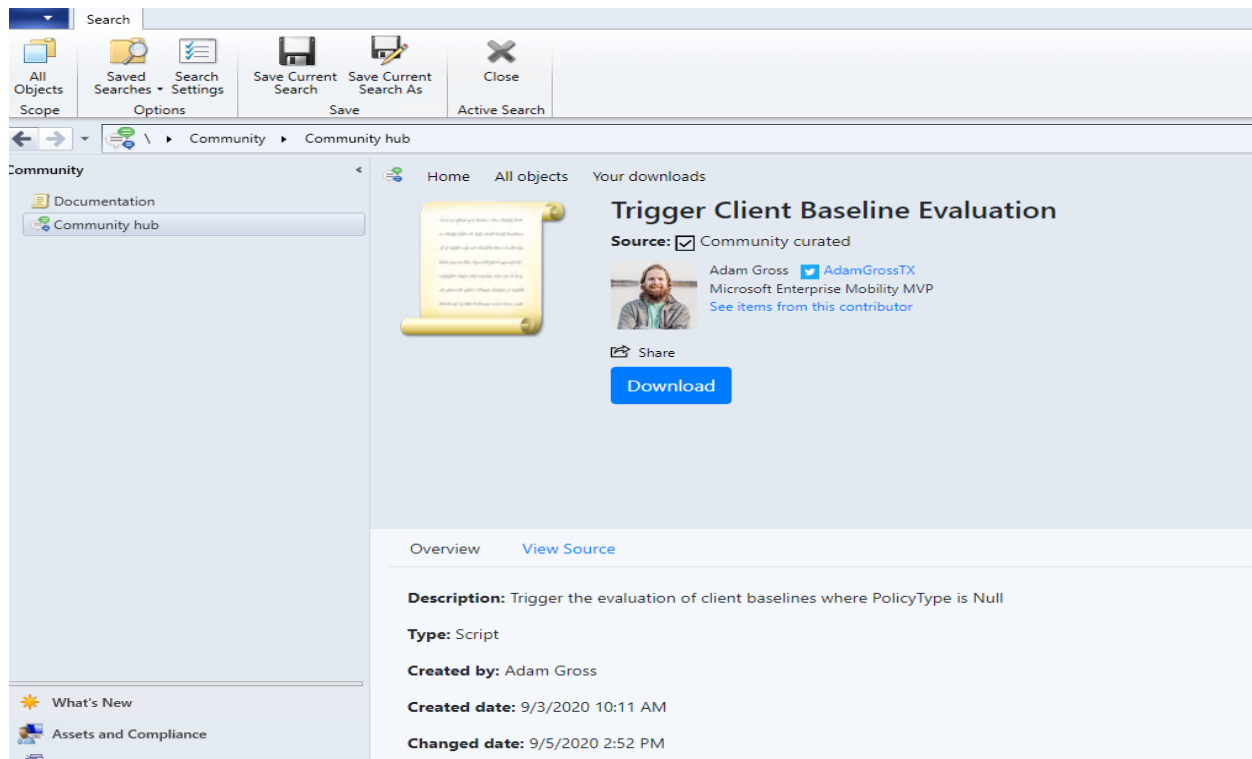 Search
All Objects
Saved Searches
Search Settings
Save Current Search
Save Current Search As
Close
Scope
Options
Save
Active Search
\ Community Community hub
Community
Documentation
Community hub
Home All objects Your downloads
Trigger Client Baseline Evaluation
Source: Community curated
Adam Gross AdamGrossTX
Microsoft Enterprise Mobility MVP
See items from this contributor
Share
Download
Overview View Source
Description: Trigger the evaluation of client baselines where PolicyType is Null
Type: Script
Created by: Adam Gross
Created date: 9/3/2020 10:11 AM
Changed date: 9/5/2020 2:52 PM
What's New
Assets and Compliance